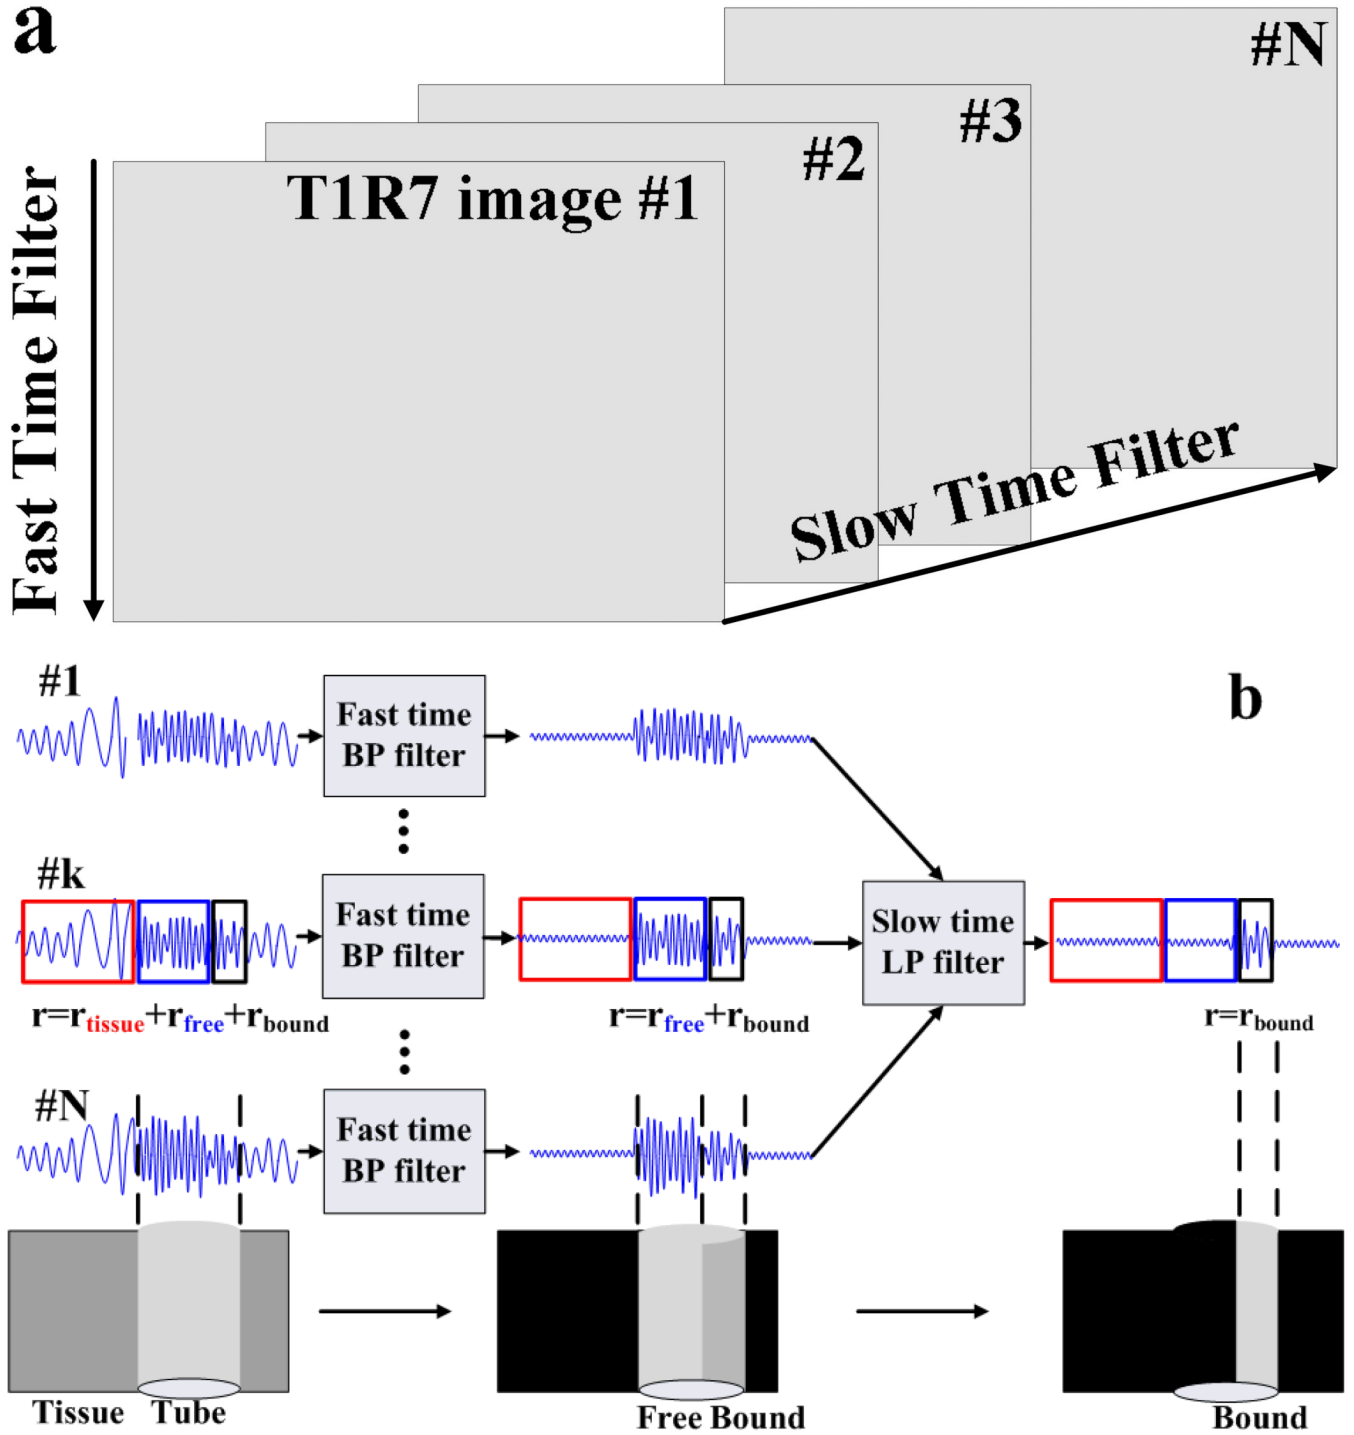 a
#N
#3
#2
T1R7 image #1
Fast Time Filter
Slow Time Filter
b
#1
Fast time
BP filter
#k
Fast time
BP filter
Slow time
LP filter
r=rtissue+rfree+rbound
r=rfree+rbound
r=rbound
#N
Fast time
BP filter
Tissue Tube
Free Bound
Bound